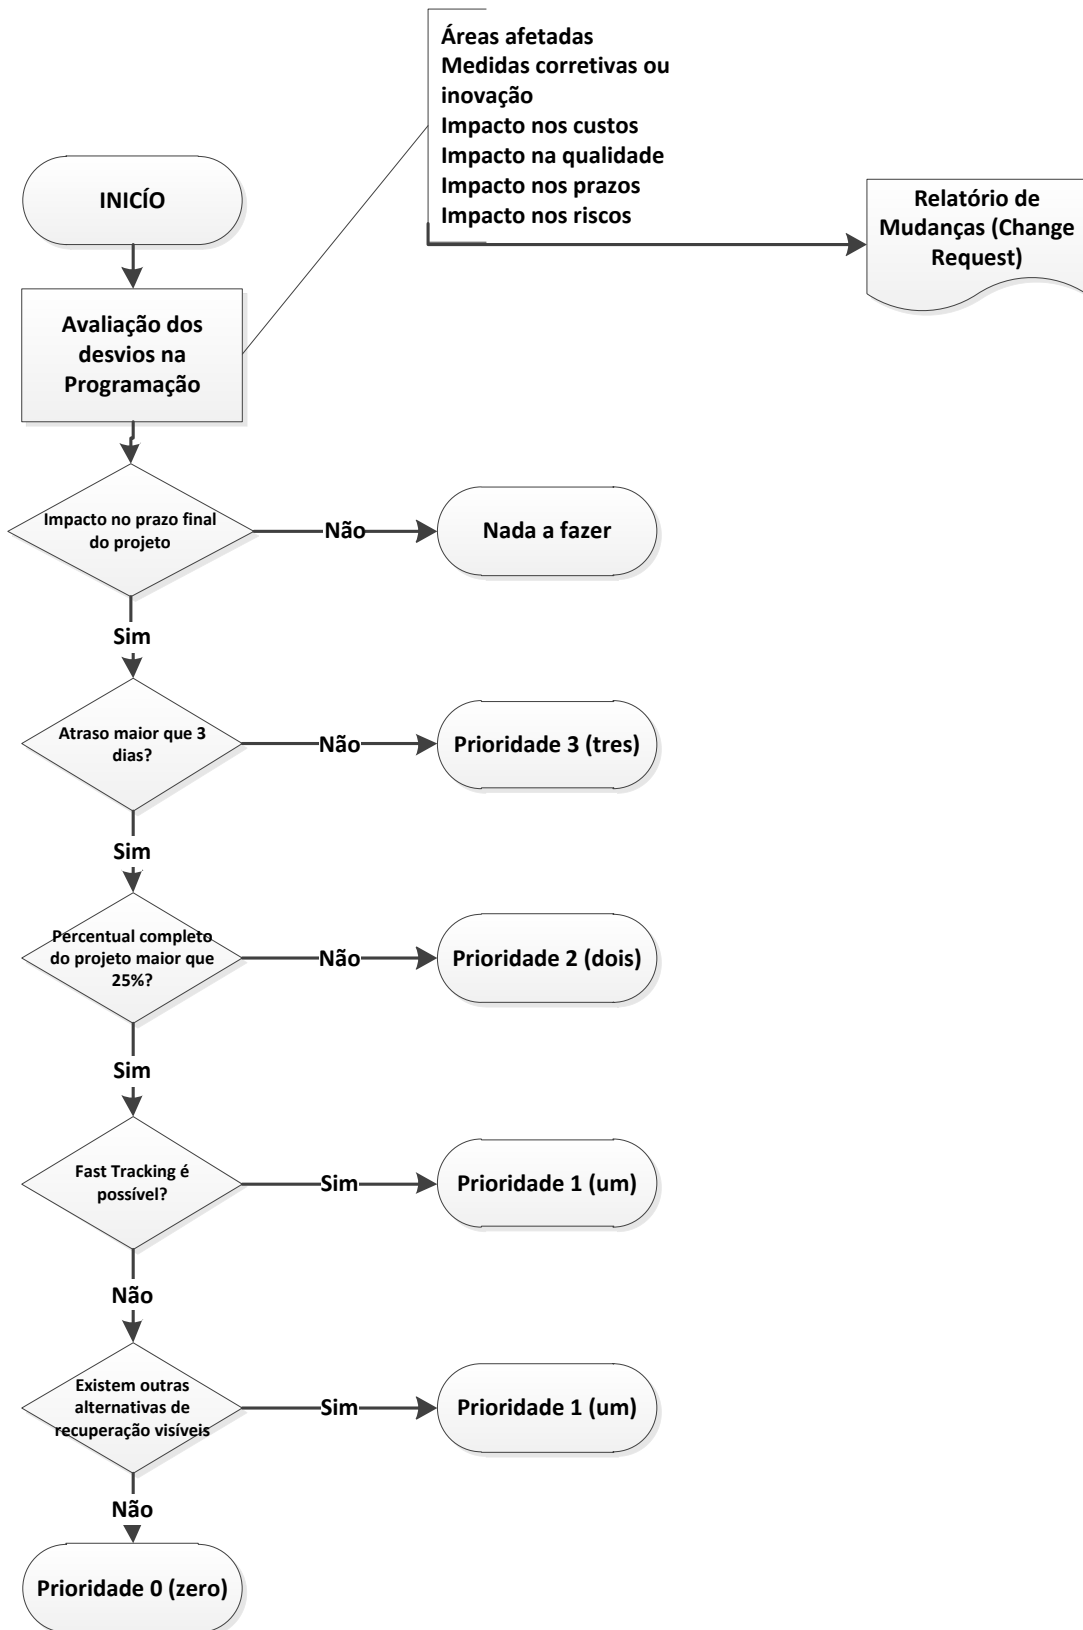 Áreas afetadas
Medidas corretivas ou
inovação
Impacto nos custos
Impacto na qualidade
Impacto nos prazos
Impacto nos riscos
INICÍO
Relatório de
Mudanças (Change
Request)
Avaliação dos
desvios na
Programação
Impacto no prazo final
do projeto
Não
Nada a fazer
Sim
Atraso maior que 3
dias?
Não
Prioridade 3 (tres)
Sim
Percentual completo
do projeto maior que
25%?
Não
Prioridade 2 (dois)
Sim
Fast Tracking é
possível?
Sim
Prioridade 1 (um)
Não
Existem outras
alternativas de
recuperação visíveis
Sim
Prioridade 1 (um)
Não
Prioridade 0 (zero)